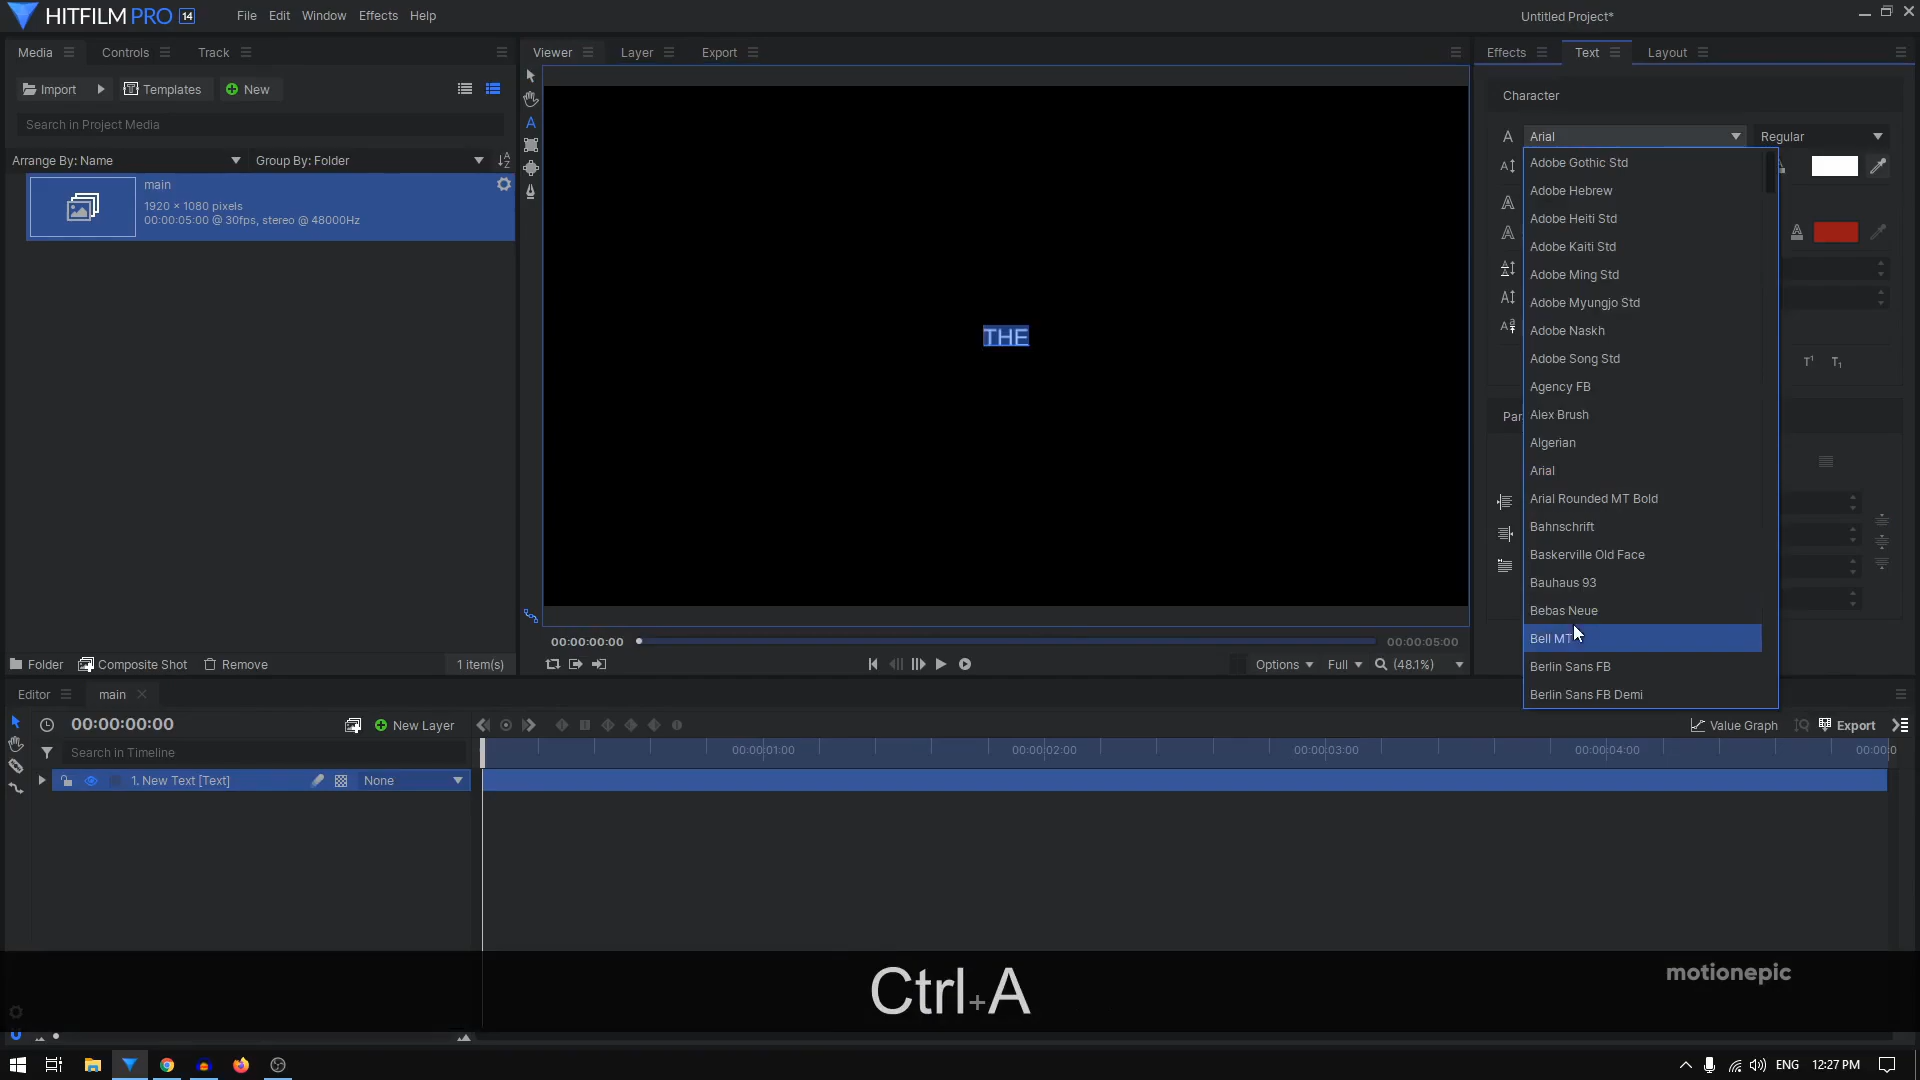 HITFILM PRO 14
File Edit Window Effects Help
Untitled Project*
Media Controls Track
Viewer Layer Export
Effects Text Layout
Import Templates New
Search in Project Media
Arrange By: Name Group By: Folder
main
1920 × 1080 pixels
00:00:05:00 @ 30fps, stereo @ 48000Hz
THE
Character
Arial Regular
Adobe Gothic Std
Adobe Hebrew
Adobe Heiti Std
Adobe Kaiti Std
Adobe Ming Std
Adobe Myungjo Std
Adobe Naskh
Adobe Song Std
Agency FB
Alex Brush
Par
Algerian
Arial
Arial Rounded MT Bold
Bahnschrift
Baskerville Old Face
Bauhaus 93
Bebas Neue
Bell MT
Berlin Sans FB
Berlin Sans FB Demi
00:00:00:00 00:00:05:00
Folder Composite Shot Remove 1 item(s)
Options Full (48.1%)
Editor main
00:00:00:00 New Layer
Value Graph Export
Search in Timeline
00:00:01:00 00:00:02:00 00:00:03:00 00:00:04:00 00:00:0
1. New Text [Text] None
Ctrl+A
motionepic
ENG 12:27 PM